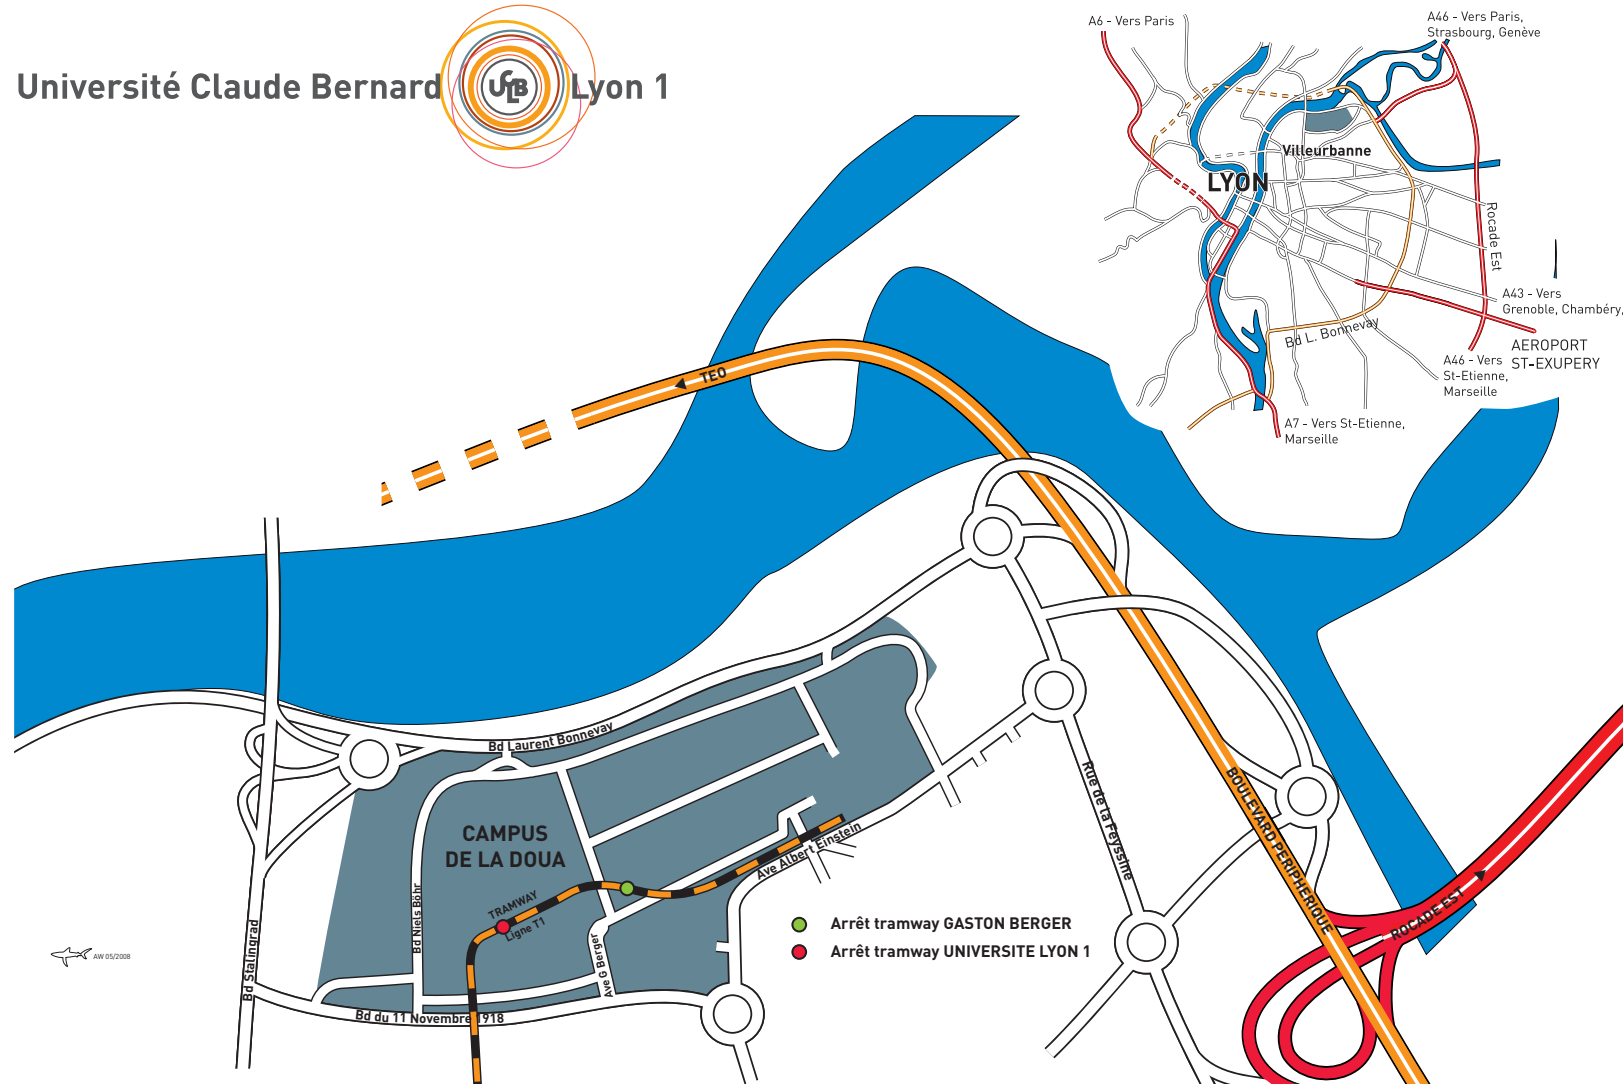 Université Claude Bernard
UCBL
Lyon 1
A6 - Vers Paris
A46 - Vers Paris,
Strasbourg, Genève
Villeurbanne
LYON
Rocade Est
A43 - Vers
Grenoble, Chambéry,
Bd L. Bonnevay
AEROPORT
ST-EXUPERY
A46 - Vers
St-Etienne,
Marseille
A7 - Vers St-Etienne,
Marseille
TEO
Bd Laurent Bonnevay
CAMPUS
DE LA DOUA
TRAMWAY
Ligne T1
Bd Niels Böhr
Ave G Berger
Ave Albert Einstein
Rue de la Feyssine
BOULEVARD PERIPHERIQUE
ROCADE EST
Bd Stalingrad
Bd du 11 Novembre 1918
Arrêt tramway GASTON BERGER
Arrêt tramway UNIVERSITE LYON 1
AW 05/2008